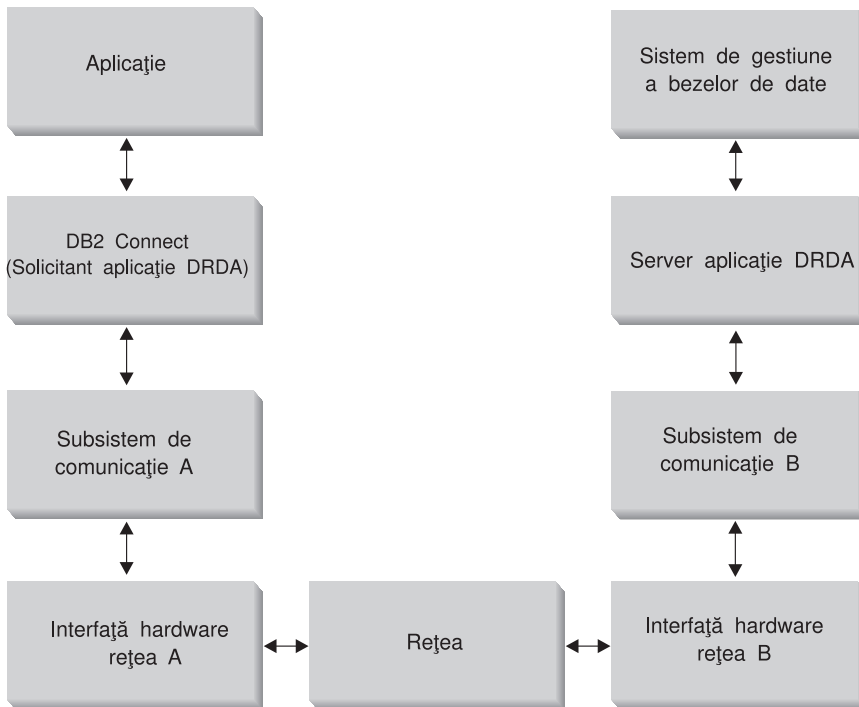 Aplicaţie
Sistem de gestiune
a bezelor de date
DB2 Connect
(Solicitant aplicaţie DRDA)
Server aplicaţie DRDA
Subsistem de
comunicaţie A
Subsistem de
comunicaţie B
Interfaţă hardware
reţea A
Reţea
Interfaţă hardware
reţea B